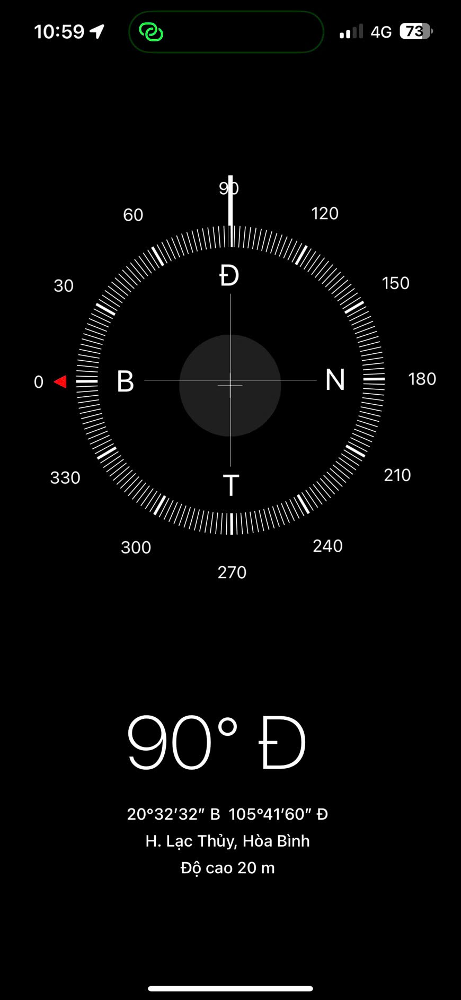 10:59 4G 73
90
60 120
30 150
Đ
0 B N 180
T
330 210
300 240
270
90° Đ
20°32′32″ B 105°41′60″ Đ
H. Lạc Thủy, Hòa Bình
Độ cao 20 m